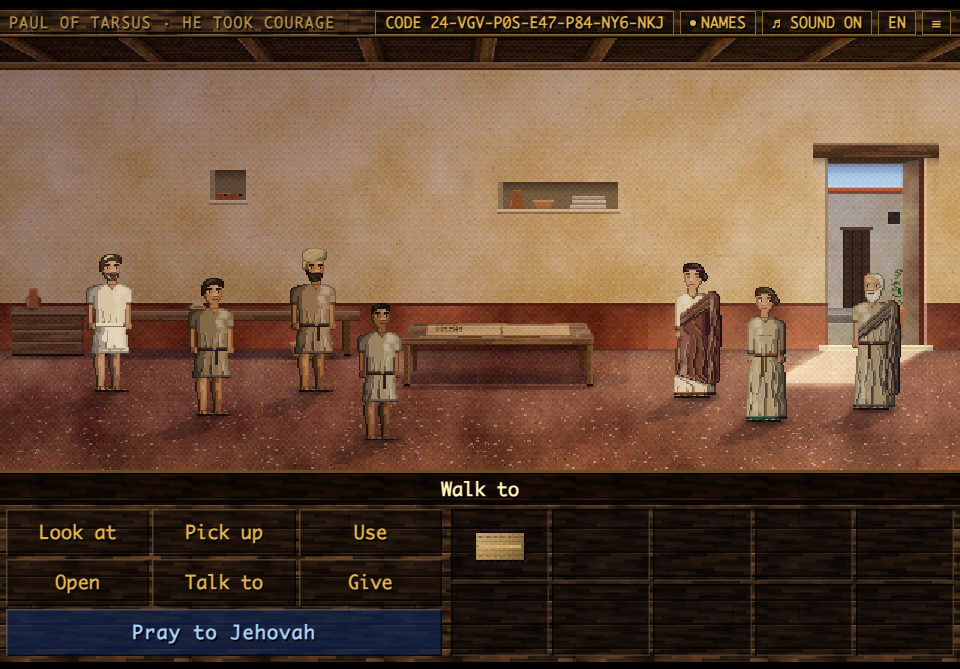 PAUL OF TARSUS · HE TOOK COURAGE
CODE 24-VGV-P0S-E47-P84-NY6-NKJ
• NAMES
♬ SOUND ON
EN
≡
Walk to
Look at
Pick up
Use
Open
Talk to
Give
Pray to Jehovah